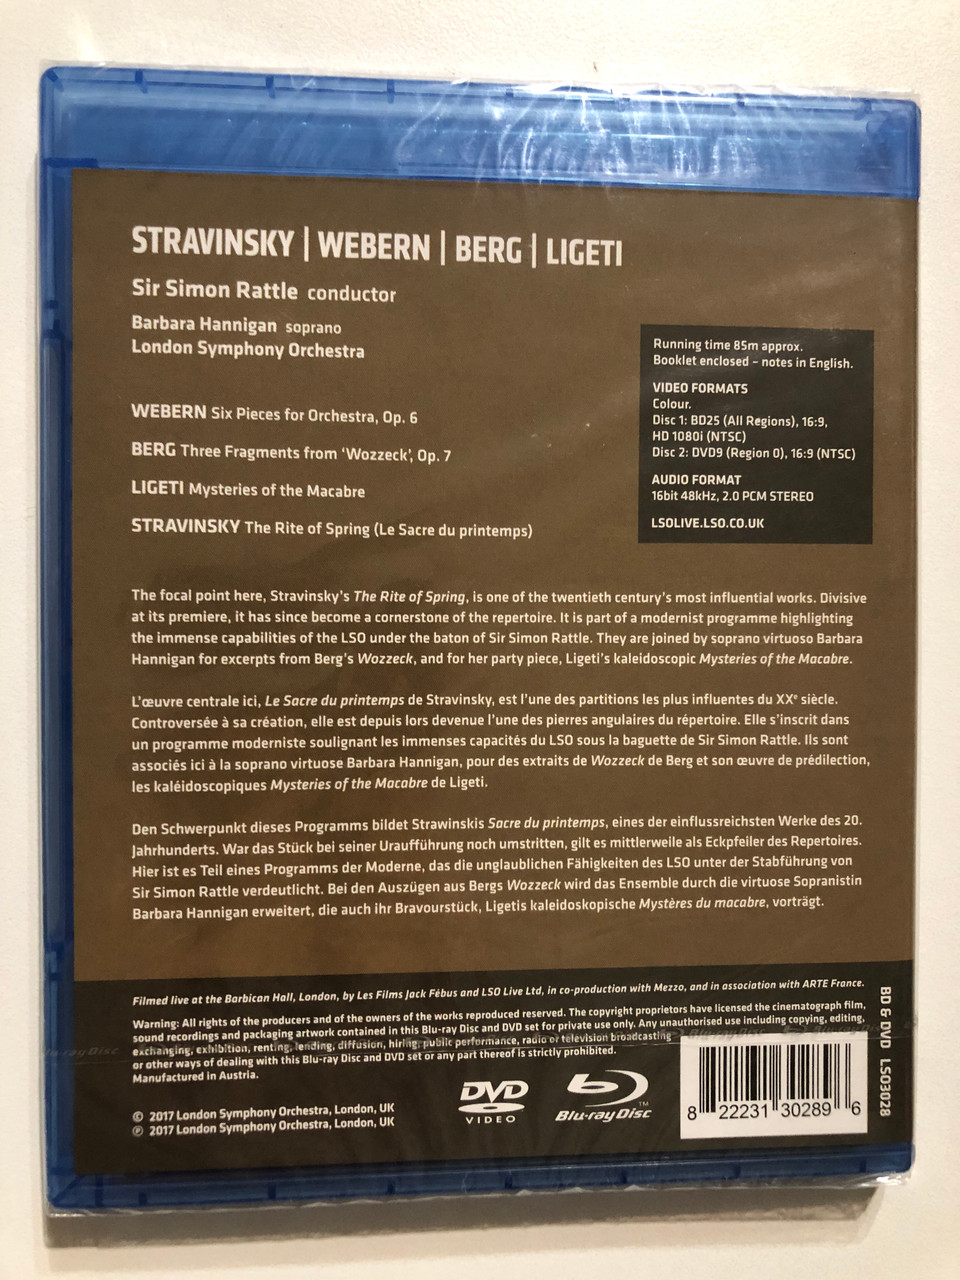 STRAVINSKY | WEBERN | BERG | LIGETI
Sir Simon Rattle conductor
Barbara Hannigan soprano
London Symphony Orchestra
WEBERN Six Pieces for Orchestra, Op. 6
BERG Three Fragments from ‘Wozzeck’, Op. 7
LIGETI Mysteries of the Macabre
STRAVINSKY The Rite of Spring (Le Sacre du printemps)
Running time 85m approx.
Booklet enclosed – notes in English.
VIDEO FORMATS
Colour.
Disc 1: BD25 (All Regions), 16:9,
HD 1080i (NTSC)
Disc 2: DVD9 (Region 0), 16:9 (NTSC)
AUDIO FORMAT
16bit 48kHz, 2.0 PCM STEREO
LSOLIVE.LSO.CO.UK
The focal point here, Stravinsky’s The Rite of Spring, is one of the twentieth century’s most influential works. Divisive
at its premiere, it has since become a cornerstone of the repertoire. It is part of a modernist programme highlighting
the immense capabilities of the LSO under the baton of Sir Simon Rattle. They are joined by soprano virtuoso Barbara
Hannigan for excerpts from Berg’s Wozzeck, and for her party piece, Ligeti’s kaleidoscopic Mysteries of the Macabre.
L’œuvre centrale ici, Le Sacre du printemps de Stravinsky, est l’une des partitions les plus influentes du XXe siècle.
Controversée à sa création, elle est depuis lors devenue l’une des pierres angulaires du répertoire. Elle s’inscrit dans
un programme moderniste soulignant les immenses capacités du LSO sous la baguette de Sir Simon Rattle. Ils sont
associés ici à la soprano virtuose Barbara Hannigan, pour des extraits de Wozzeck de Berg et son œuvre de prédilection,
les kaléidoscopiques Mysteries of the Macabre de Ligeti.
Den Schwerpunkt dieses Programms bildet Strawinskis Sacre du printemps, eines der einflussreichsten Werke des 20.
Jahrhunderts. War das Stück bei seiner Uraufführung noch umstritten, gilt es mittlerweile als Eckpfeiler des Repertoires.
Hier ist es Teil eines Programms der Moderne, das die unglaublichen Fähigkeiten des LSO unter der Stabführung von
Sir Simon Rattle verdeutlicht. Bei den Auszügen aus Bergs Wozzeck wird das Ensemble durch die virtuose Sopranistin
Barbara Hannigan erweitert, die auch ihr Bravourstück, Ligetis kaleidoskopische Mystères du macabre, vorträgt.
Filmed live at the Barbican Hall, London, by Les Films Jack Fébus and LSO Live Ltd, in co-production with Mezzo, and in association with ARTE France.
Warning: All rights of the producers and of the owners of the works reproduced reserved. The copyright proprietors have licensed the cinematograph film,
sound recordings and packaging artwork contained in this Blu-ray Disc and DVD set for private use only. Any unauthorised use including copying, editing,
exchanging, exhibition, renting, lending, diffusion, hiring, public performance, radio or television broadcasting
or other ways of dealing with this Blu-ray Disc and DVD set or any part thereof is strictly prohibited.
Manufactured in Austria.
© 2017 London Symphony Orchestra, London, UK
℗ 2017 London Symphony Orchestra, London, UK
DVD
VIDEO
Blu-ray Disc™
8 22231 30289 6
BD & DVD LSO3028
Blu-ray Disc